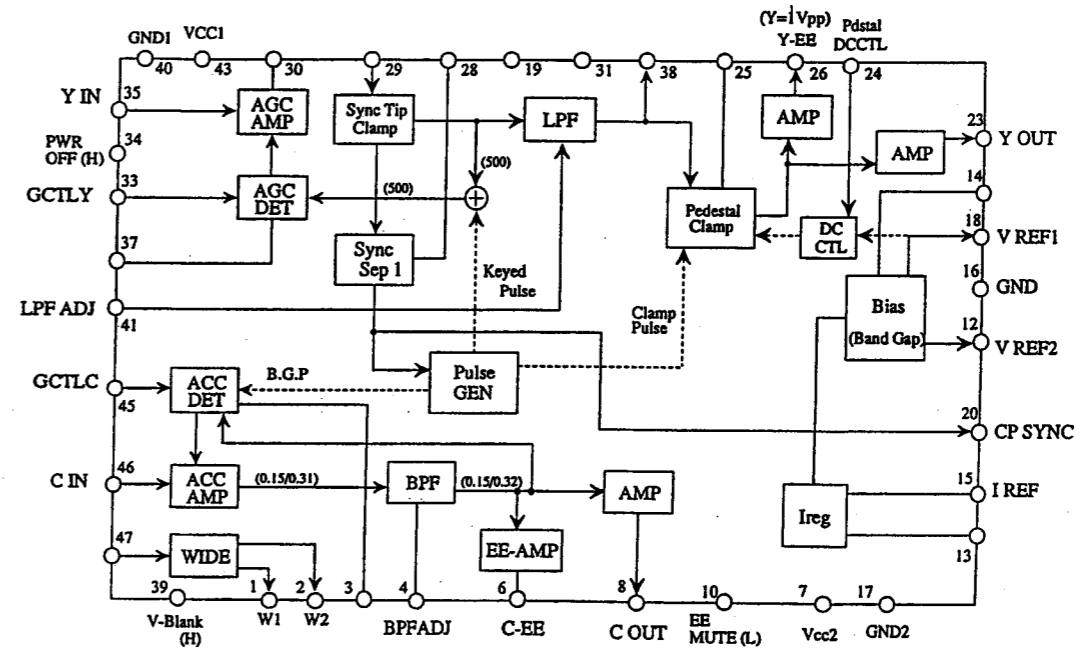 (Y=1Vpp)
Y-EE
Pdstal
DCCTL
GND1
VCC1
40
43
30
29
28
19
31
38
25
26
24
35
Y IN
AGC
AMP
Sync Tip
Clamp
LPF
AMP
AMP
23
Y OUT
PWR
OFF (H)
34
(500)
14
33
GCTLY
AGC
DET
(500)
+
Pedestal
Clamp
DC
CTL
18
V REF1
37
Sync
Sep 1
Keyed
Pulse
16
GND
LPF ADJ
41
Clamp
Pulse
Bias
(Band Gap)
12
V REF2
GCTLC
45
ACC
DET
B.G.P
Pulse
GEN
20
CP SYNC
46
C IN
ACC
AMP
(0.15/0.31)
BPF
(0.15/0.32)
AMP
15
I REF
Ireg
13
47
WIDE
EE-AMP
39
1
2
3
4
6
8
10
7
17
V-Blank
(H)
W1
W2
BPFADJ
C-EE
C OUT
EE
MUTE (L)
Vcc2
GND2